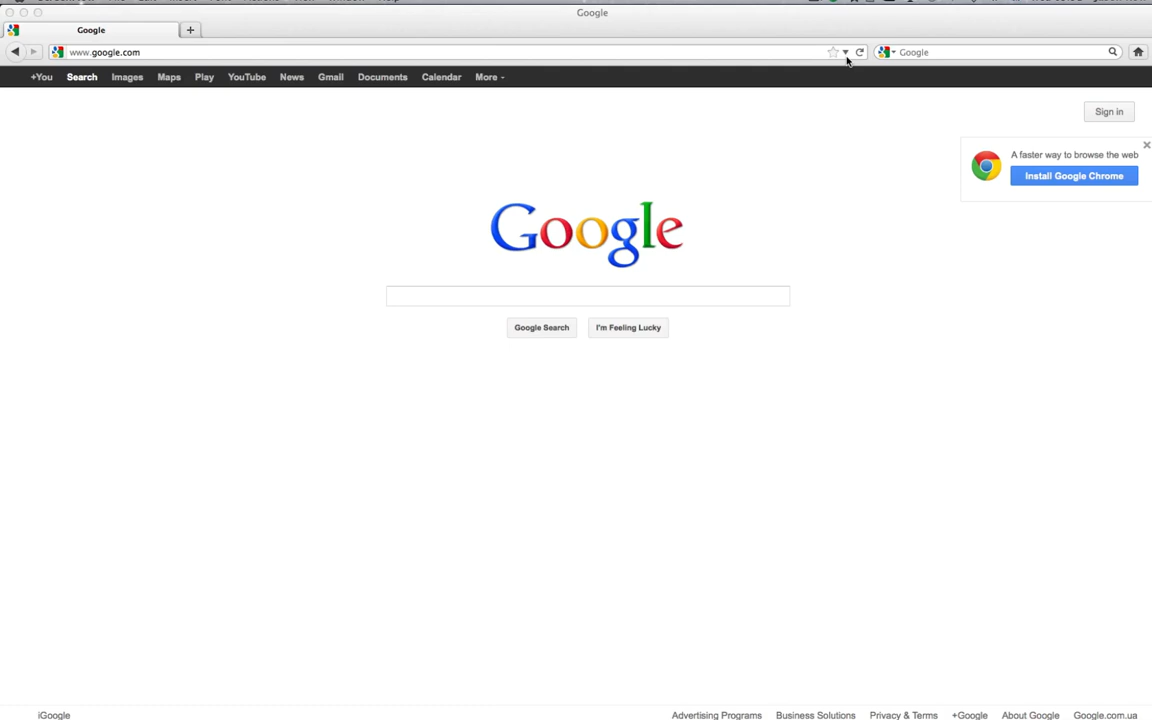 Google
Google
www.google.com
Google
+You Search Images Maps Play YouTube News Gmail Documents Calendar More
Sign in
A faster way to browse the web
Install Google Chrome
Google
Google Search I'm Feeling Lucky
iGoogle Advertising Programs Business Solutions Privacy & Terms +Google About Google Google.com.ua